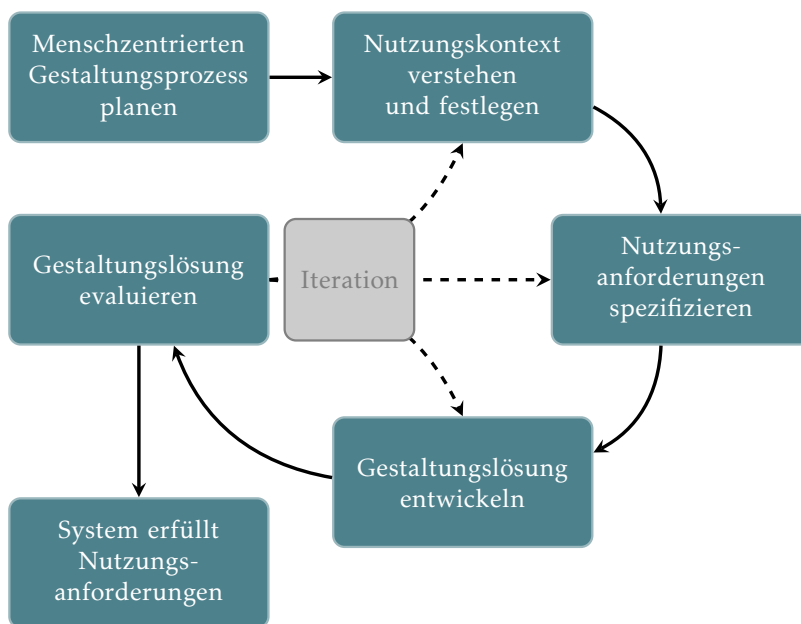 Menschzentrierten
Gestaltungsprozess
planen
Nutzungskontext
verstehen
und festlegen
Gestaltungslösung
evaluieren
Iteration
Nutzungs-
anforderungen
spezifizieren
Gestaltungslösung
entwickeln
System erfüllt
Nutzungs-
anforderungen